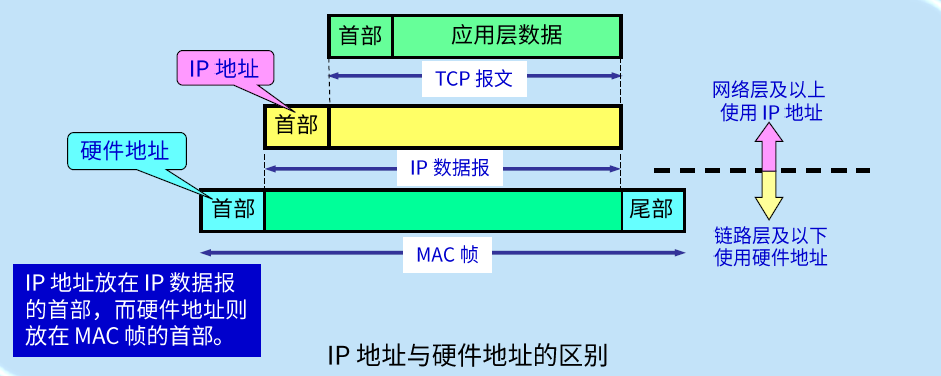 首部 应用层数据
IP 地址
TCP 报文
网络层及以上
使用 IP 地址
首部
硬件地址
IP 数据报
首部 尾部
链路层及以下
使用硬件地址
MAC 帧
IP 地址放在 IP 数据报
的首部，而硬件地址则
放在 MAC 帧的首部。
IP 地址与硬件地址的区别